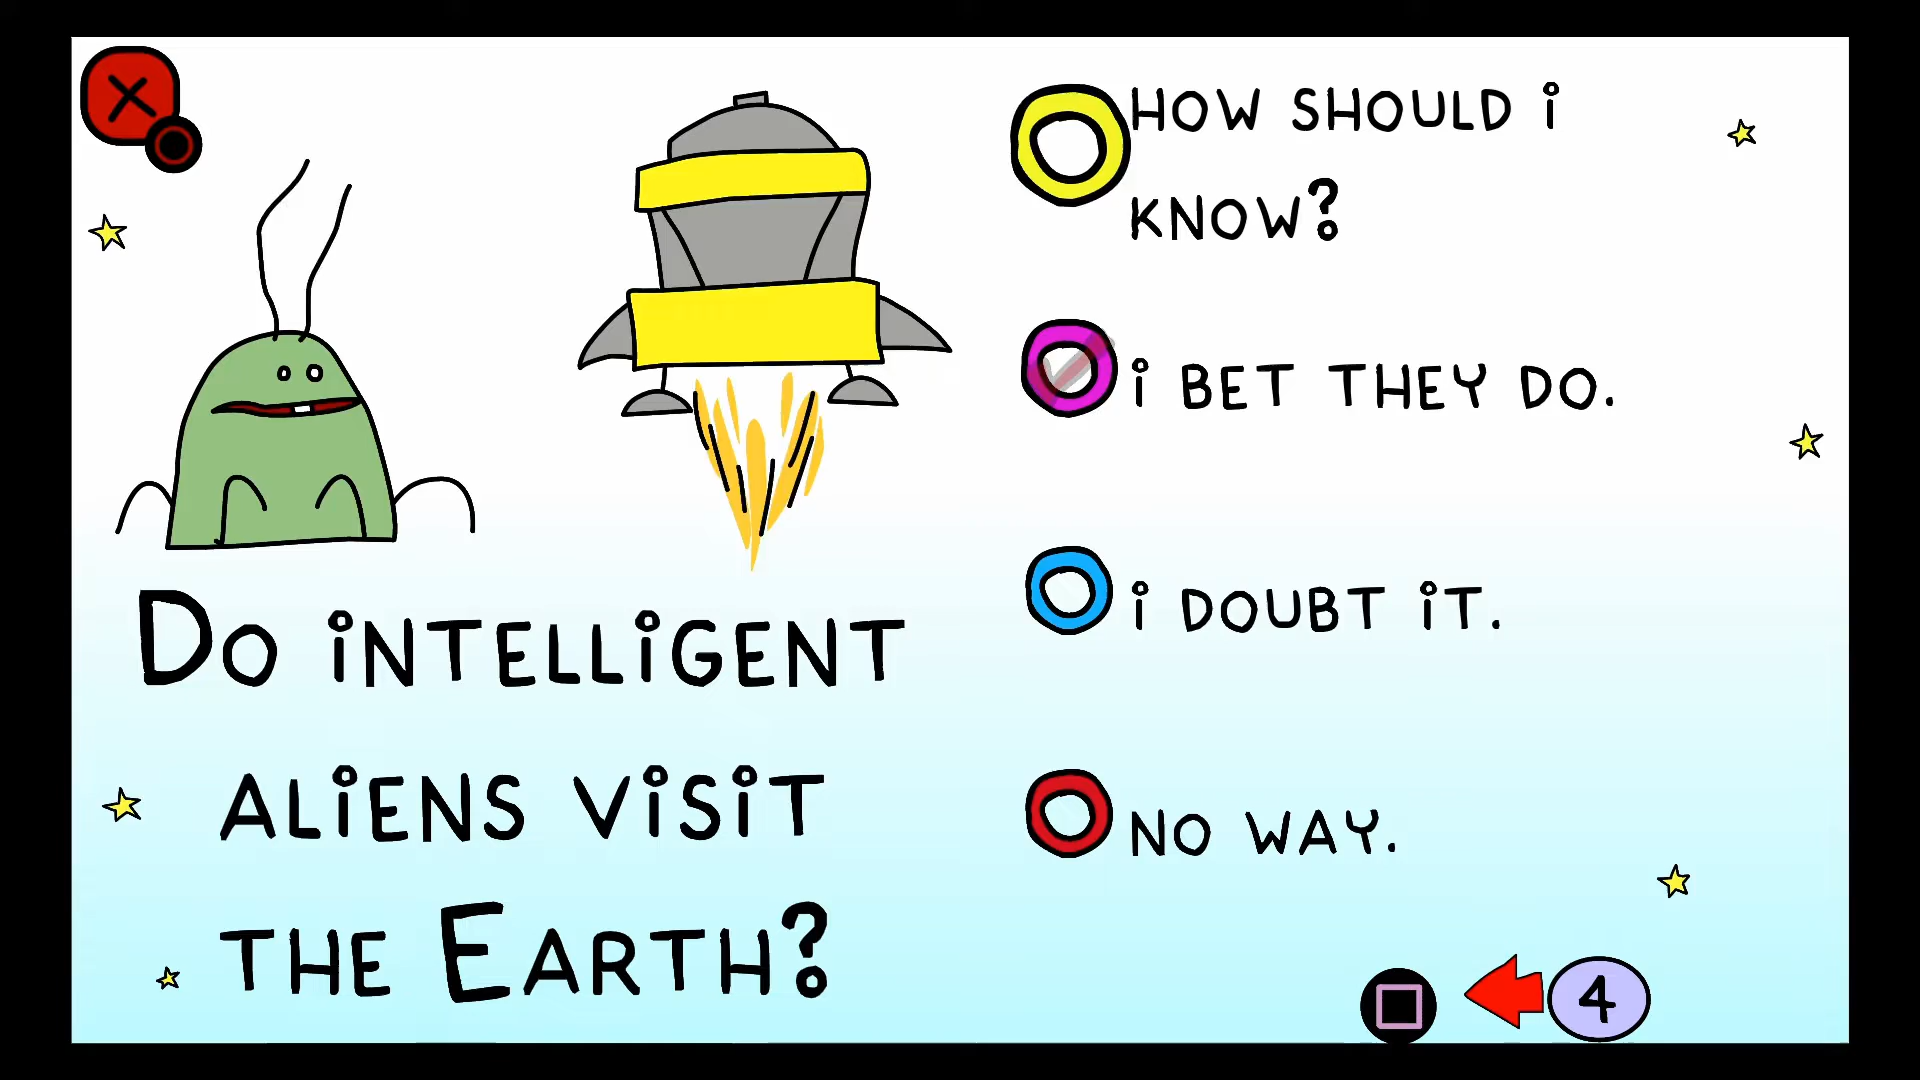 Do iNTELLiGENT
ALiENS ViSiT
THE EARTH?
HOW SHOULD i
KNOW?
i BET THEY DO.
i DOUBT iT.
NO WAY.
4